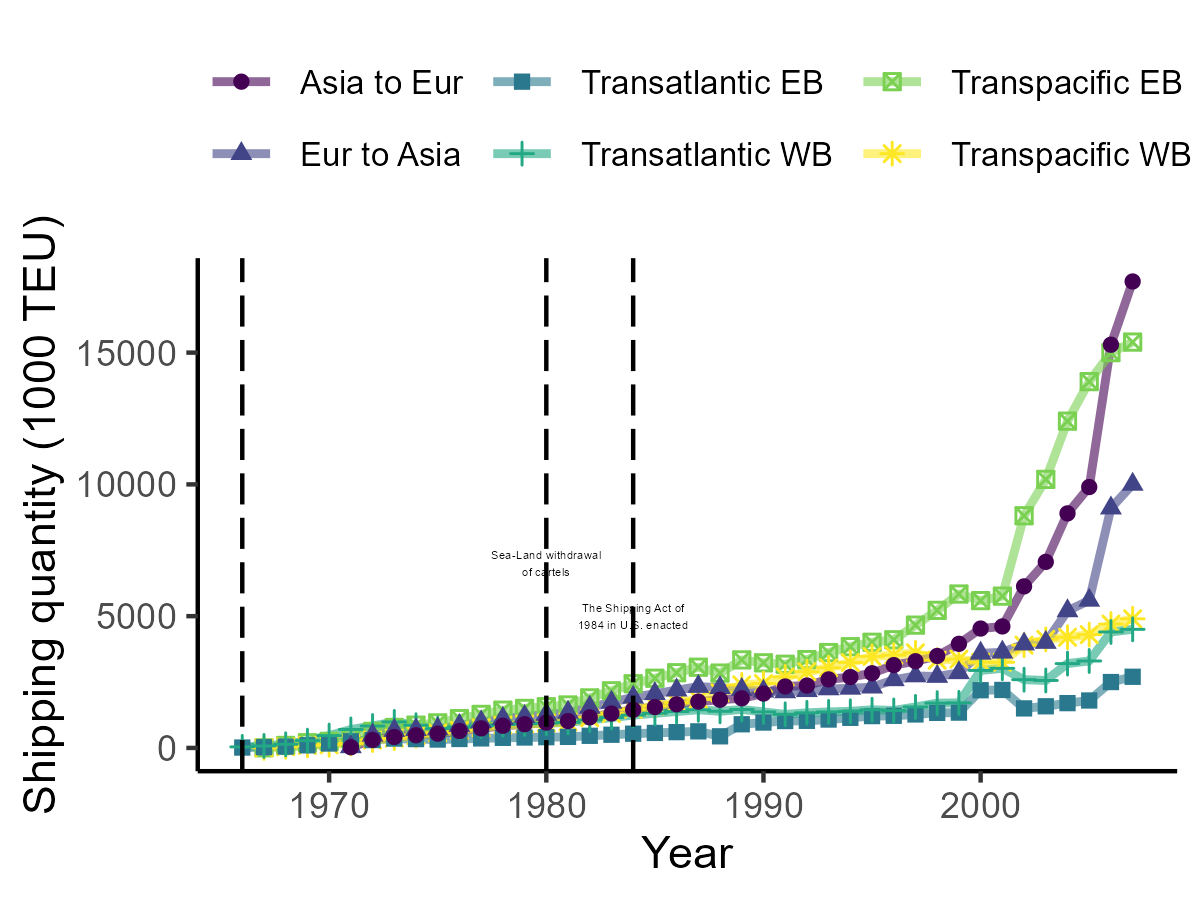 Asia to Eur
Transatlantic EB
Transpacific EB
Eur to Asia
Transatlantic WB
Transpacific WB
Shipping quantity (1000 TEU)
15000
10000
5000
0
Sea-Land withdrawal
of cartels
The Shipping Act of
1984 in U.S. enacted
1970
1980
1990
2000
Year